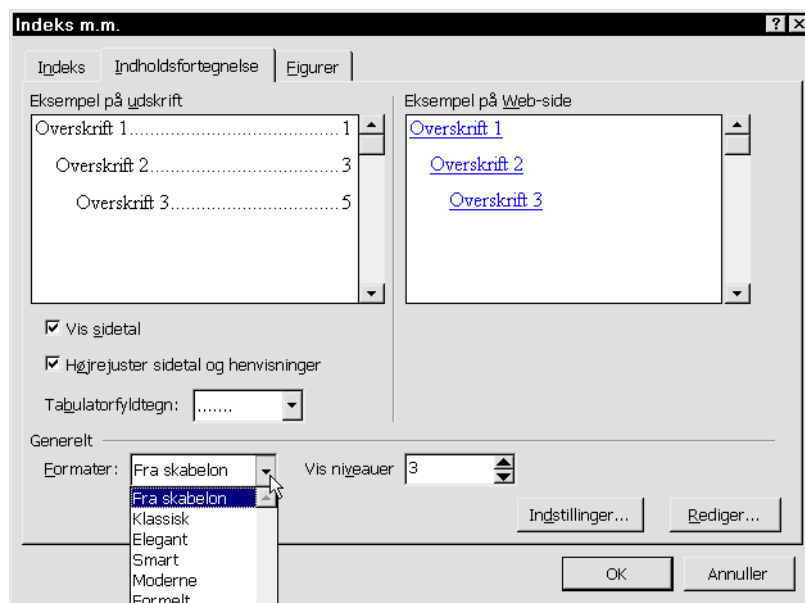 Indeks m.m.
Indeks Indholdsfortegnelse Figurer
Eksempel på udskrift
Overskrift 1.......................................1
Overskrift 2...................................3
Overskrift 3...............................5
Eksempel på Web-side
Overskrift 1
Overskrift 2
Overskrift 3
Vis sidetal
Højrejuster sidetal og henvisninger
Tabulatorfyldtegn: .......
Generelt
Formater: Fra skabelon Vis niveauer 3
Fra skabelon
Klassisk
Elegant
Smart
Moderne
Formelt
Indstillinger... Rediger...
OK Annuller